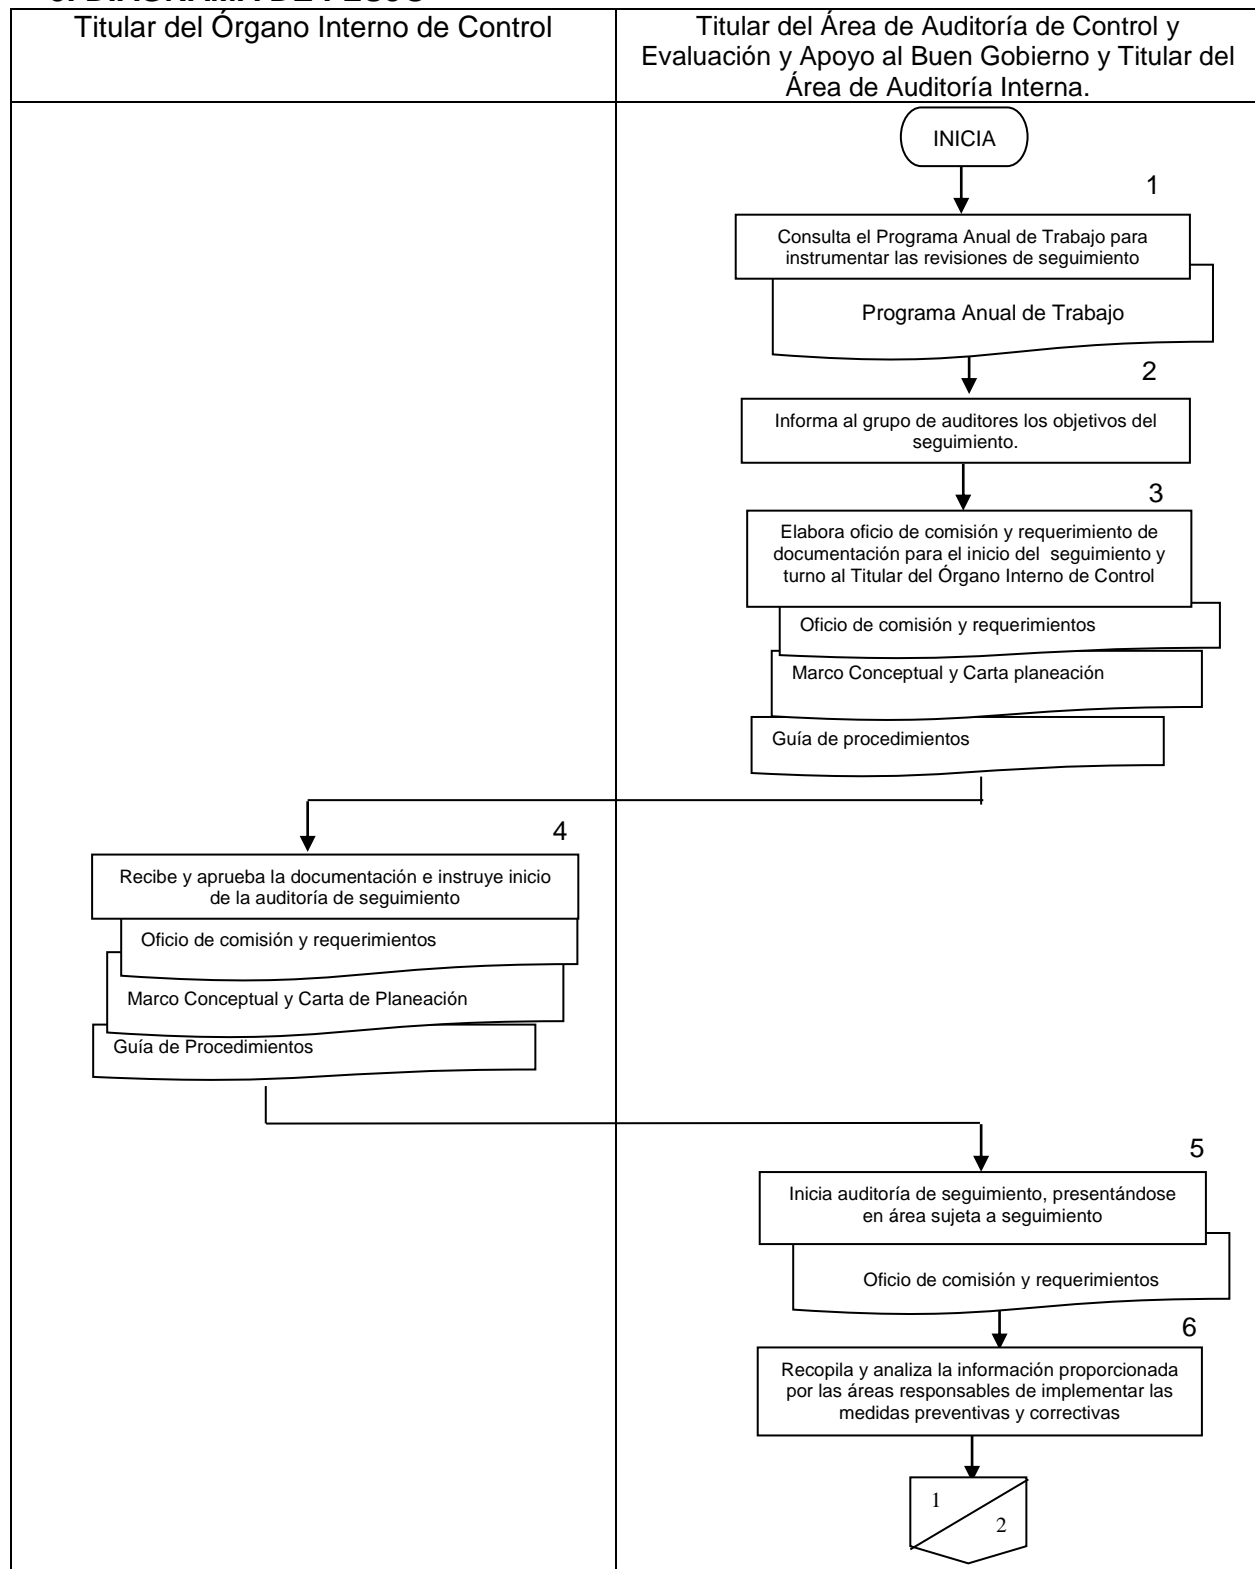 5. DIAGRAMA DE FLUJO
Titular del Órgano Interno de Control
Titular del Área de Auditoría de Control y
Evaluación y Apoyo al Buen Gobierno y Titular del
Área de Auditoría Interna.
INICIA
1
Consulta el Programa Anual de Trabajo para
instrumentar las revisiones de seguimiento
Programa Anual de Trabajo
2
Informa al grupo de auditores los objetivos del
seguimiento.
3
Elabora oficio de comisión y requerimiento de
documentación para el inicio del seguimiento y
turno al Titular del Órgano Interno de Control
Oficio de comisión y requerimientos
Marco Conceptual y Carta planeación
Guía de procedimientos
4
Recibe y aprueba la documentación e instruye inicio
de la auditoría de seguimiento
Oficio de comisión y requerimientos
Marco Conceptual y Carta de Planeación
Guía de Procedimientos
5
Inicia auditoría de seguimiento, presentándose
en área sujeta a seguimiento
Oficio de comisión y requerimientos
6
Recopila y analiza la información proporcionada
por las áreas responsables de implementar las
medidas preventivas y correctivas
1
2